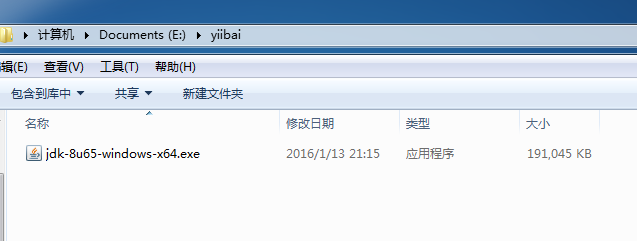 计算机 Documents (E:) yiibai
辑(E) 查看(V) 工具(T) 帮助(H)
包含到库中 共享 新建文件夹
名称 修改日期 类型 大小
jdk-8u65-windows-x64.exe 2016/1/13 21:15 应用程序 191,045 KB